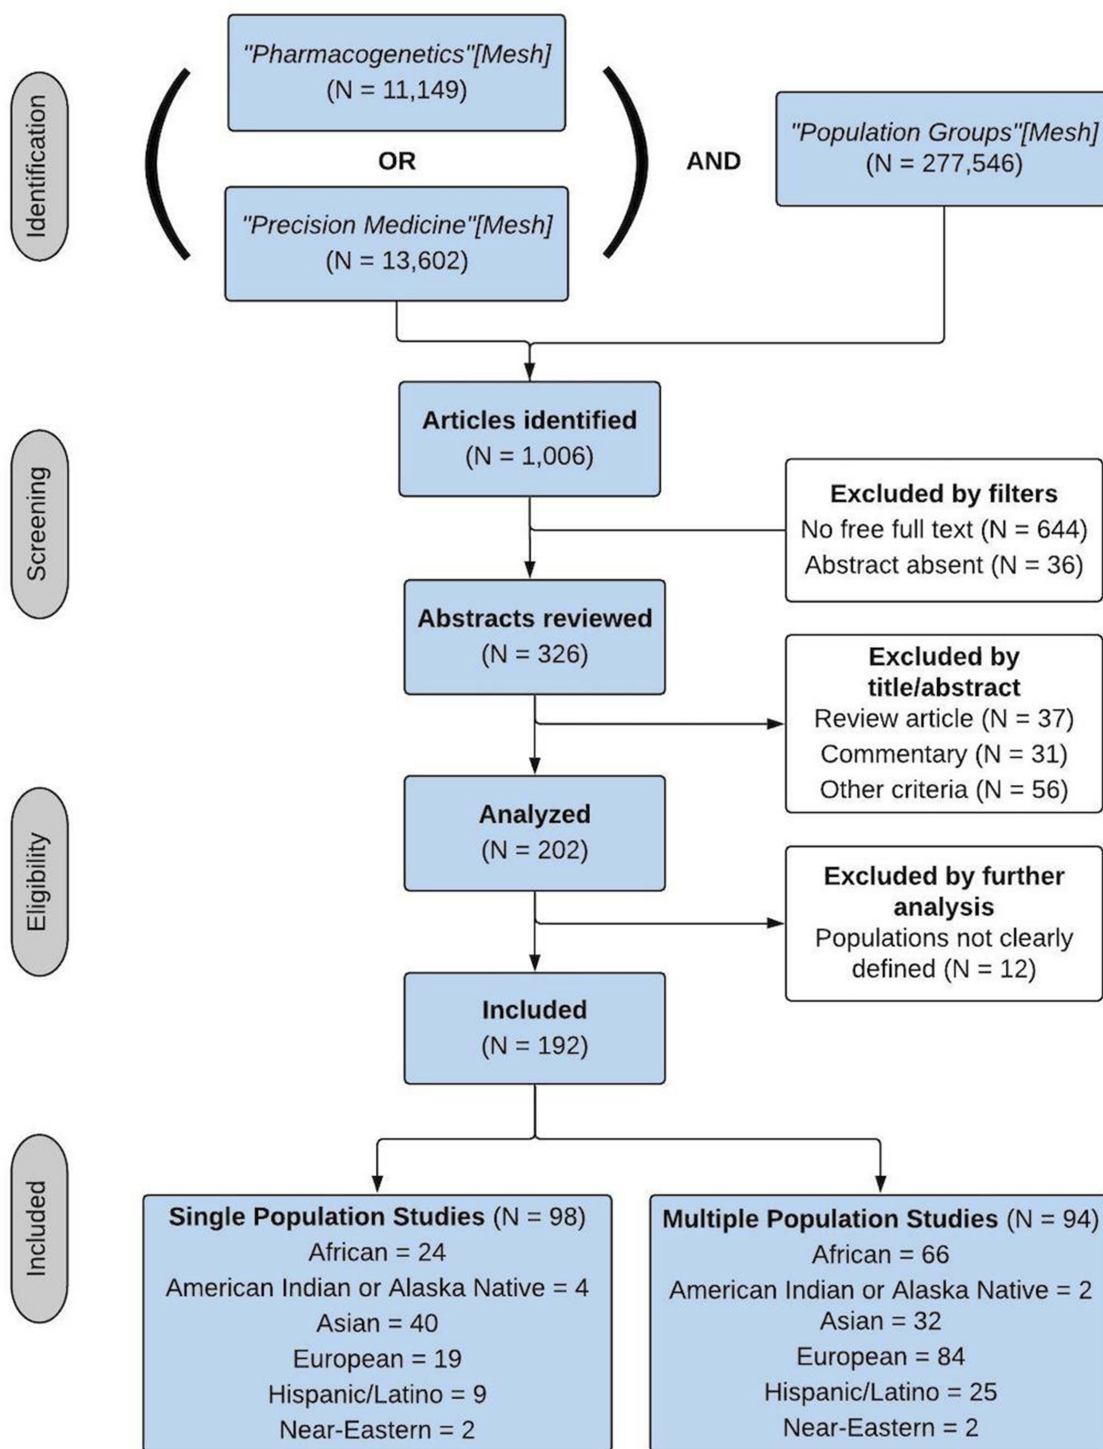 Identification
"Pharmacogenetics"[Mesh]
(N = 11,149)
OR
"Precision Medicine"[Mesh]
(N = 13,602)
AND
"Population Groups"[Mesh]
(N = 277,546)
Screening
Articles identified
(N = 1,006)
Excluded by filters
No free full text (N = 644)
Abstract absent (N = 36)
Abstracts reviewed
(N = 326)
Excluded by
title/abstract
Review article (N = 37)
Commentary (N = 31)
Other criteria (N = 56)
Eligibility
Analyzed
(N = 202)
Excluded by further
analysis
Populations not clearly
defined (N = 12)
Included
(N = 192)
Included
Single Population Studies (N = 98)
African = 24
American Indian or Alaska Native = 4
Asian = 40
European = 19
Hispanic/Latino = 9
Near-Eastern = 2
Multiple Population Studies (N = 94)
African = 66
American Indian or Alaska Native = 2
Asian = 32
European = 84
Hispanic/Latino = 25
Near-Eastern = 2